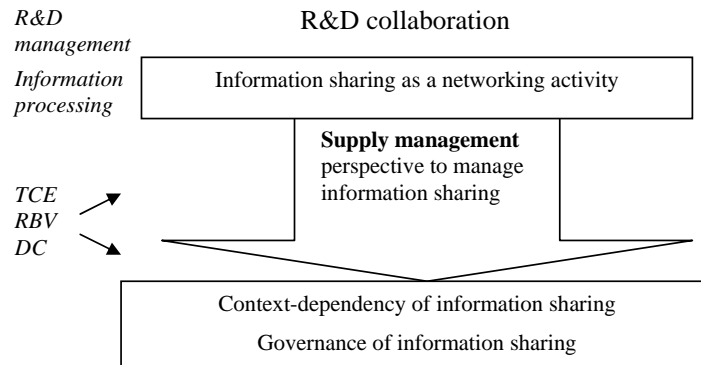 R&D
management
R&D collaboration
Information
processing
Information sharing as a networking activity
Supply management
perspective to manage
information sharing
TCE
RBV
DC
Context-dependency of information sharing
Governance of information sharing